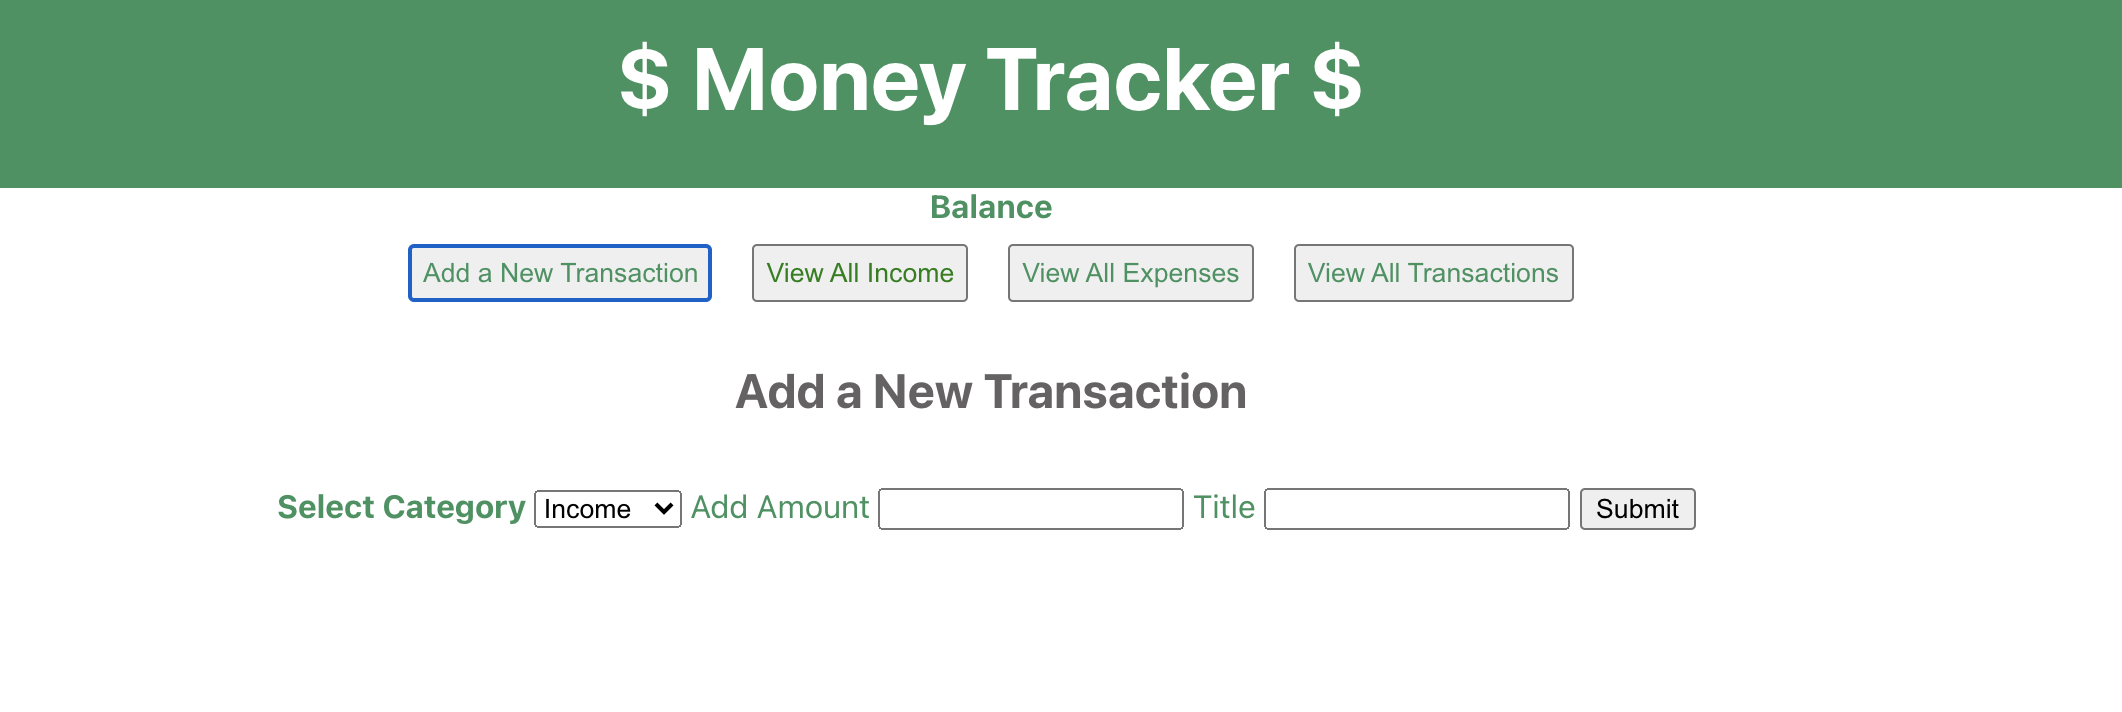 $ Money Tracker $
Balance
Add a New Transaction View All Income View All Expenses View All Transactions
Add a New Transaction
Select Category Income Add Amount Title Submit